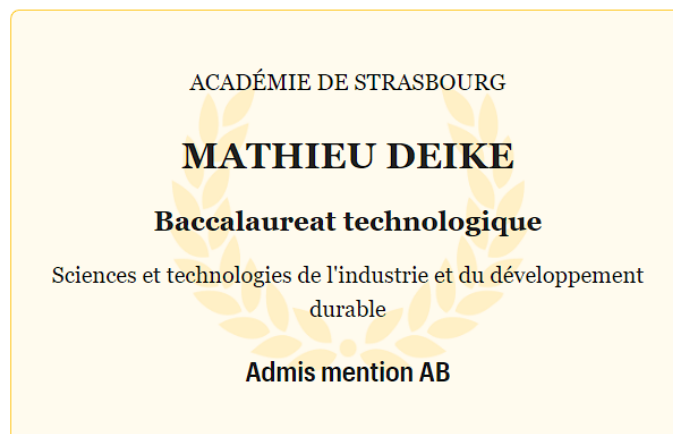 ACADÉMIE DE STRASBOURG
MATHIEU DEIKE
Baccalaureat technologique
Sciences et technologies de l'industrie et du développement
durable
Admis mention AB